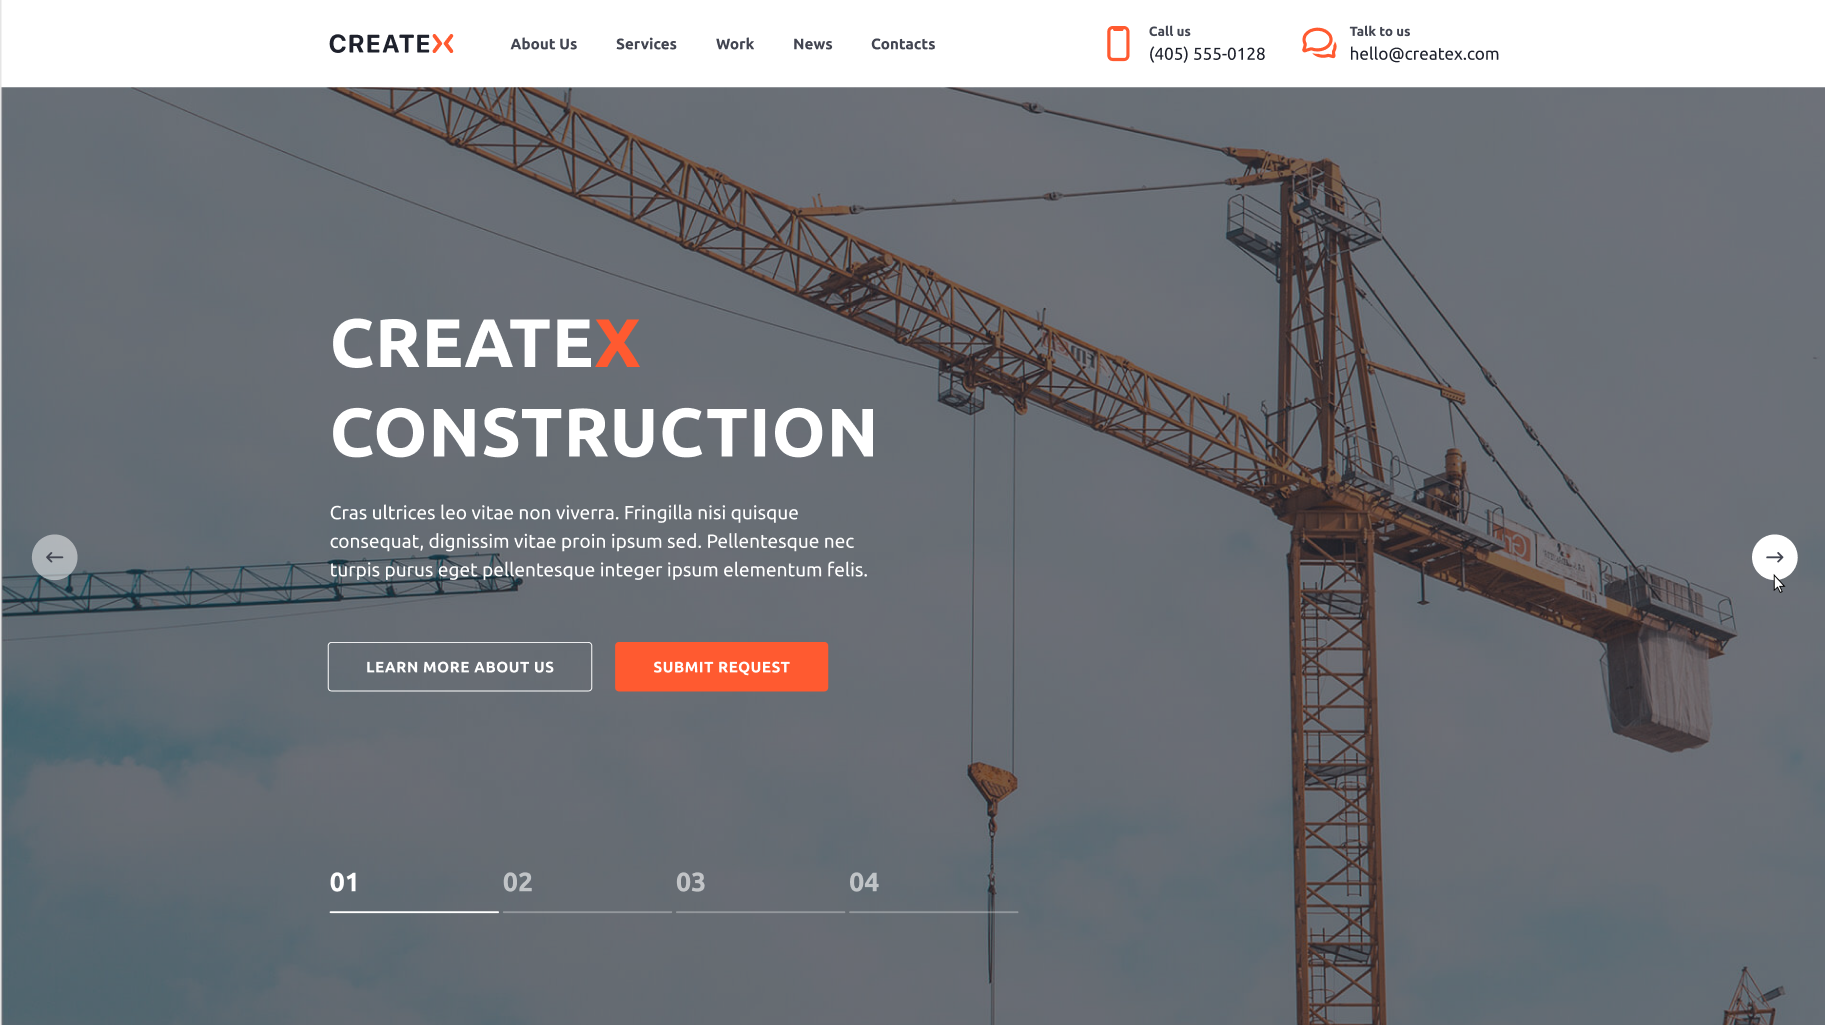 CREATEX
About Us
Services
Work
News
Contacts
Call us
(405) 555-0128
Talk to us
hello@createx.com
CREATEX
CONSTRUCTION
Cras ultrices leo vitae non viverra. Fringilla nisi quisque
consequat, dignissim vitae proin ipsum sed. Pellentesque nec
turpis purus eget pellentesque integer ipsum elementum felis.
LEARN MORE ABOUT US
SUBMIT REQUEST
01
02
03
04